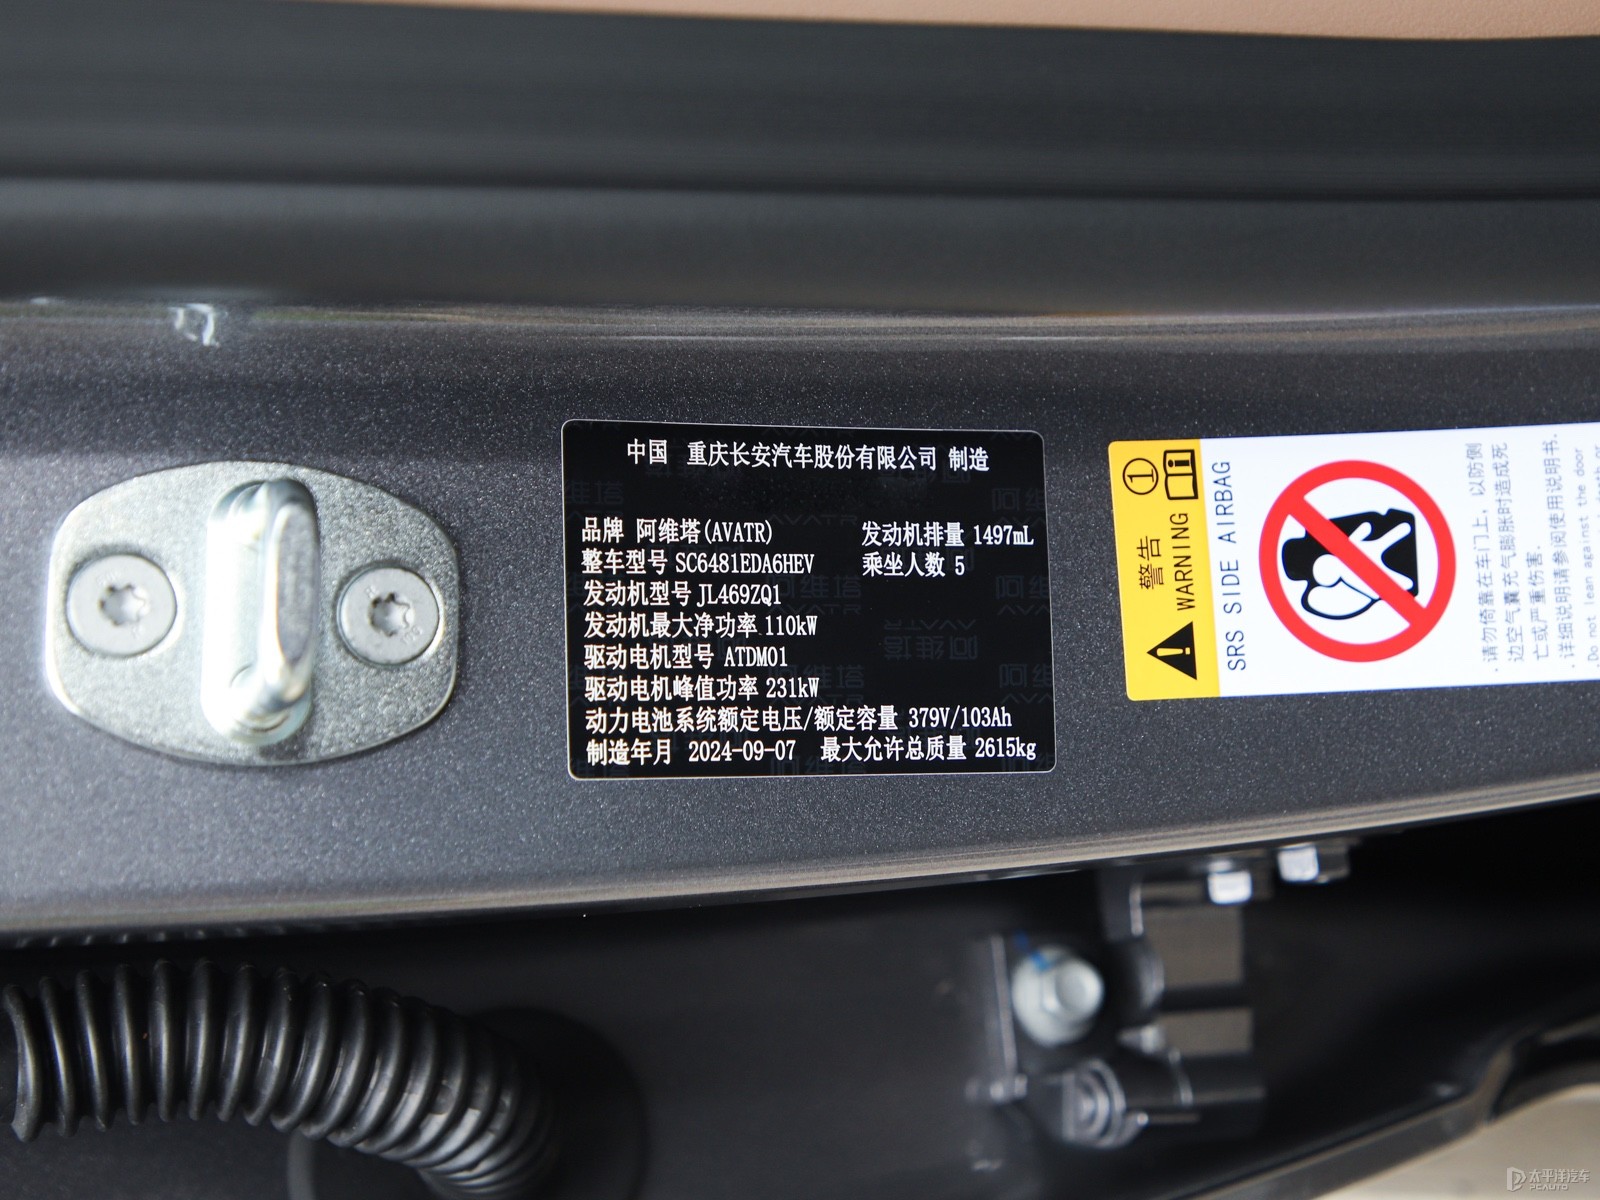 中国 重庆长安汽车股份有限公司 制造
品牌 阿维塔(AVATR) 发动机排量 1497mL
整车型号 SC6481EDA6HEV 乘坐人数 5
发动机型号 JL469ZQ1
发动机最大净功率 110kW
驱动电机型号 ATDM01
驱动电机峰值功率 231kW
动力电池系统额定电压/额定容量 379V/103Ah
制造年月 2024-09-07 最大允许总质量 2615kg
警告
WARNING
SRS SIDE AIRBAG
·请勿倚靠在车门上，以防侧
边空气囊充气膨胀时造成死
亡或严重伤害.
·详细说明请参阅使用说明书.
·Do not lean against the door
太平洋汽车
PCAUTO